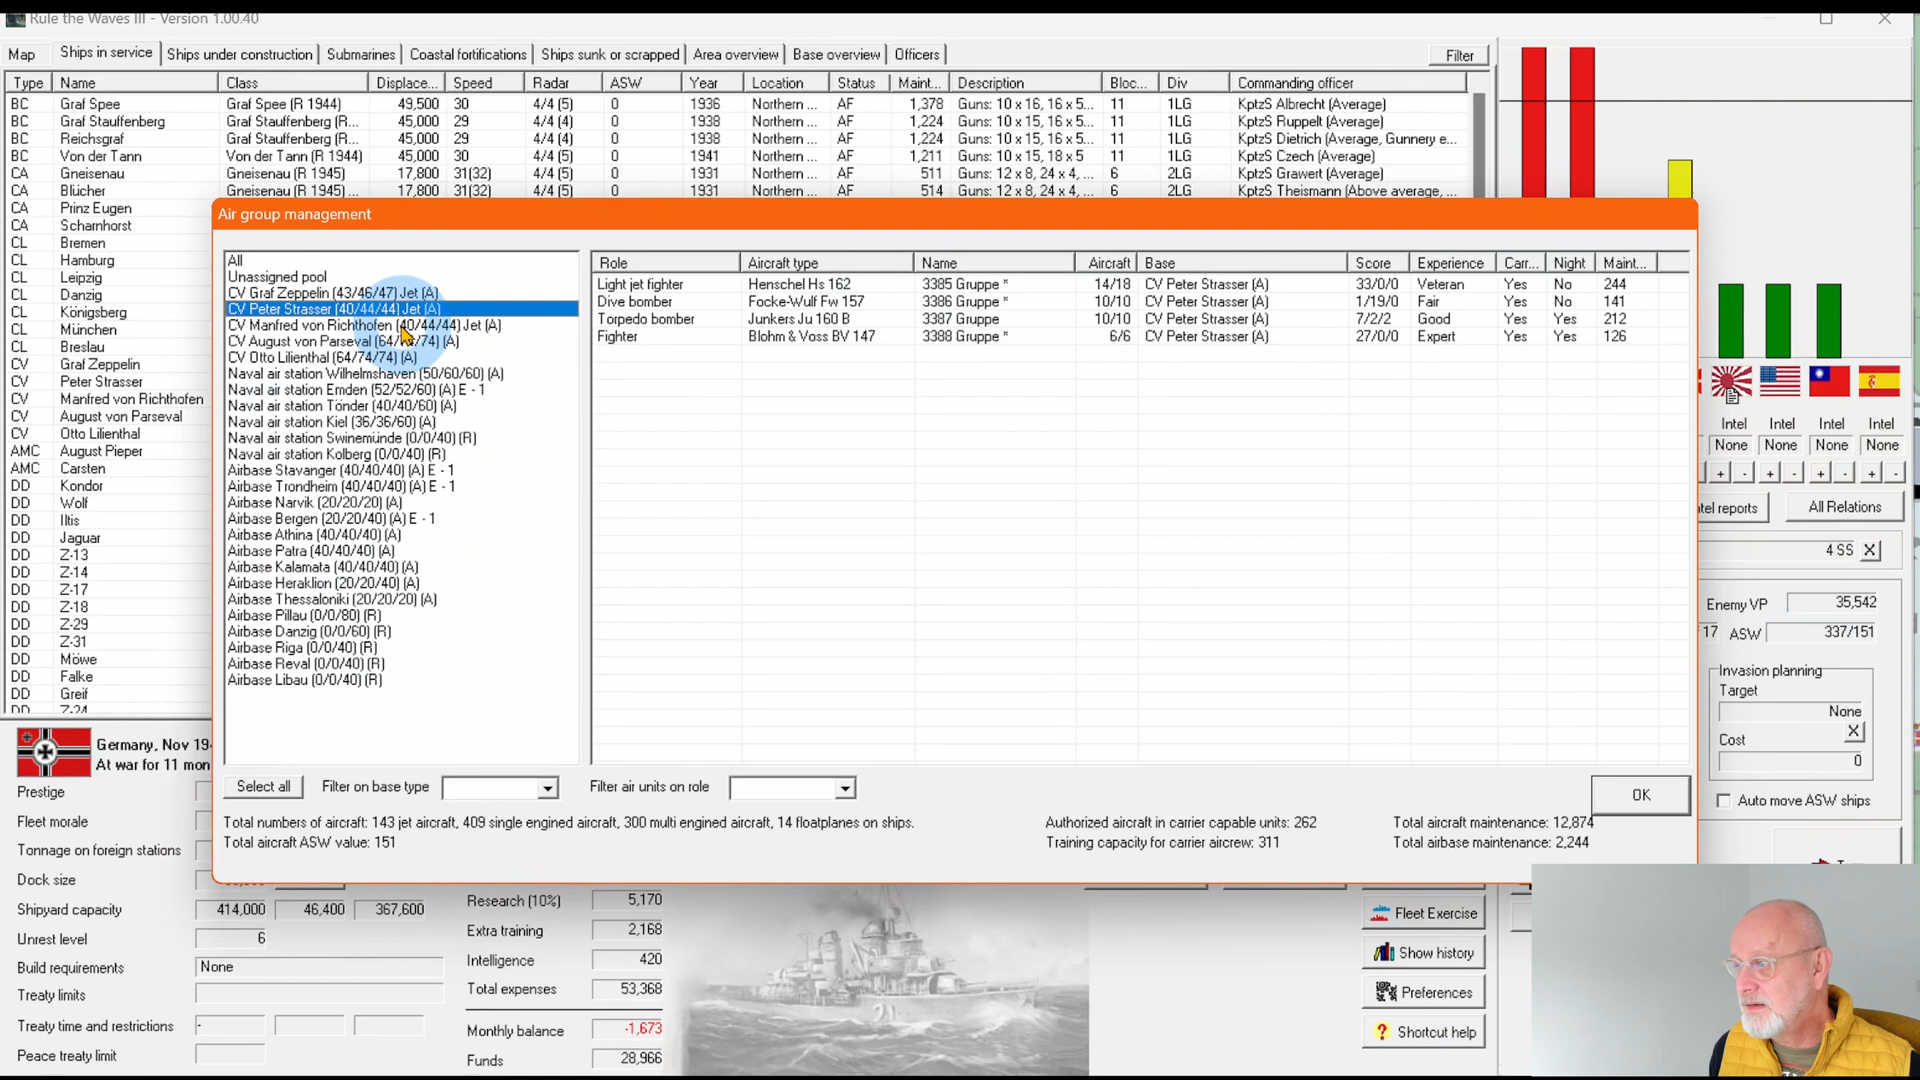 Rule the Waves III - Version 1.00.40
Map Ships in service Ships under construction Submarines Coastal fortifications Ships sunk or scrapped Area overview Base overview Officers Filter
Type Name Class Displace... Speed Radar ASW Year Location Status Maint... Description Bloc... Div Commanding officer
BC Graf Spee Graf Spee (R 1944) 49,500 30 4/4 (5) 0 1936 Northern ... AF 1,378 Guns: 10 x 16, 16 x 5... 11 1LG KptzS Albrecht (Average)
BC Graf Stauffenberg Graf Stauffenberg (R... 45,000 29 4/4 (4) 0 1938 Northern ... AF 1,224 Guns: 10 x 15, 16 x 5... 11 1LG KptzS Ruppelt (Average)
BC Reichsgraf Graf Stauffenberg (R... 45,000 29 4/4 (4) 0 1938 Northern ... AF 1,224 Guns: 10 x 15, 16 x 5... 11 1LG KptzS Dietrich (Average, Gunnery e...
BC Von der Tann Von der Tann (R 1944) 45,000 30 4/4 (5) 0 1941 Northern ... AF 1,211 Guns: 10 x 15, 18 x 5 11 1LG KptzS Czech (Average)
CA Gneisenau Gneisenau (R 1945) 17,800 31(32) 4/4 (5) 0 1931 Northern ... AF 511 Guns: 12 x 8, 24 x 4, ... 6 2LG KptzS Grawert (Average)
CA Blücher Gneisenau (R 1945)... 17,800 31(32) 4/4 (5) 0 1931 Northern ... AF 514 Guns: 12 x 8, 24 x 4, ... 6 2LG KptzS Theismann (Above average, ...
CA Prinz Eugen
CA Scharnhorst
CL Bremen
CL Hamburg
CL Leipzig
CL Danzig
CL Königsberg
CL München
CL Breslau
CV Graf Zeppelin
CV Peter Strasser
CV Manfred von Richthofen
CV August von Parseval
CV Otto Lilienthal
AMC August Pieper
AMC Carsten
DD Kondor
DD Wolf
DD Iltis
DD Jaguar
DD Z-13
DD Z-14
DD Z-17
DD Z-18
DD Z-29
DD Z-31
DD Möwe
DD Falke
DD Greif
DD Z-24
Air group management
All
Unassigned pool
CV Graf Zeppelin (43/46/47) Jet (A)
CV Peter Strasser (40/44/44) Jet (A)
CV Manfred von Richthofen (40/44/44) Jet (A)
CV August von Parseval (64/74/74) (A)
CV Otto Lilienthal (64/74/74) (A)
Naval air station Wilhelmshaven (50/60/60) (A)
Naval air station Emden (52/52/60) (A) E - 1
Naval air station Tönder (40/40/60) (A)
Naval air station Kiel (36/36/60) (A)
Naval air station Swinemünde (0/0/40) (R)
Naval air station Kolberg (0/0/40) (R)
Airbase Stavanger (40/40/40) (A) E - 1
Airbase Trondheim (40/40/40) (A) E - 1
Airbase Narvik (20/20/20) (A)
Airbase Bergen (20/20/40) (A) E - 1
Airbase Athina (40/40/40) (A)
Airbase Patra (40/40/40) (A)
Airbase Kalamata (40/40/40) (A)
Airbase Heraklion (20/20/40) (A)
Airbase Thessaloniki (20/20/20) (A)
Airbase Pillau (0/0/80) (R)
Airbase Danzig (0/0/60) (R)
Airbase Riga (0/0/40) (R)
Airbase Reval (0/0/40) (R)
Airbase Libau (0/0/40) (R)
Role Aircraft type Name Aircraft Base Score Experience Carr... Night Maint...
Light jet fighter Henschel Hs 162 3385 Gruppe * 14/18 CV Peter Strasser (A) 33/0/0 Veteran Yes No 244
Dive bomber Focke-Wulf Fw 157 3386 Gruppe * 10/10 CV Peter Strasser (A) 1/19/0 Fair Yes No 141
Torpedo bomber Junkers Ju 160 B 3387 Gruppe 10/10 CV Peter Strasser (A) 7/2/2 Good Yes Yes 212
Fighter Blohm & Voss BV 147 3388 Gruppe * 6/6 CV Peter Strasser (A) 27/0/0 Expert Yes Yes 126
Select all Filter on base type Filter air units on role OK
Total numbers of aircraft: 143 jet aircraft, 409 single engined aircraft, 300 multi engined aircraft, 14 floatplanes on ships. Authorized aircraft in carrier capable units: 262 Total aircraft maintenance: 12,874
Total aircraft ASW value: 151 Training capacity for carrier aircrew: 311 Total airbase maintenance: 2,244
Intel Intel Intel Intel
None None None None
+ - + - + - + -
ntel reports All Relations
4 SS X
Enemy VP 35,542
17 ASW 337/151
Invasion planning
Target
None
Cost X
0
Auto move ASW ships
Germany, Nov 19
At war for 11 mon
Prestige
Fleet morale
Tonnage on foreign stations
Dock size
Shipyard capacity 414,000 46,400 367,600
Unrest level 6
Build requirements None
Treaty limits
Treaty time and restrictions -
Peace treaty limit
Research (10%) 5,170
Extra training 2,168
Intelligence 420
Total expenses 53,368
Monthly balance -1,673
Funds 28,966
Fleet Exercise
Show history
Preferences
Shortcut help